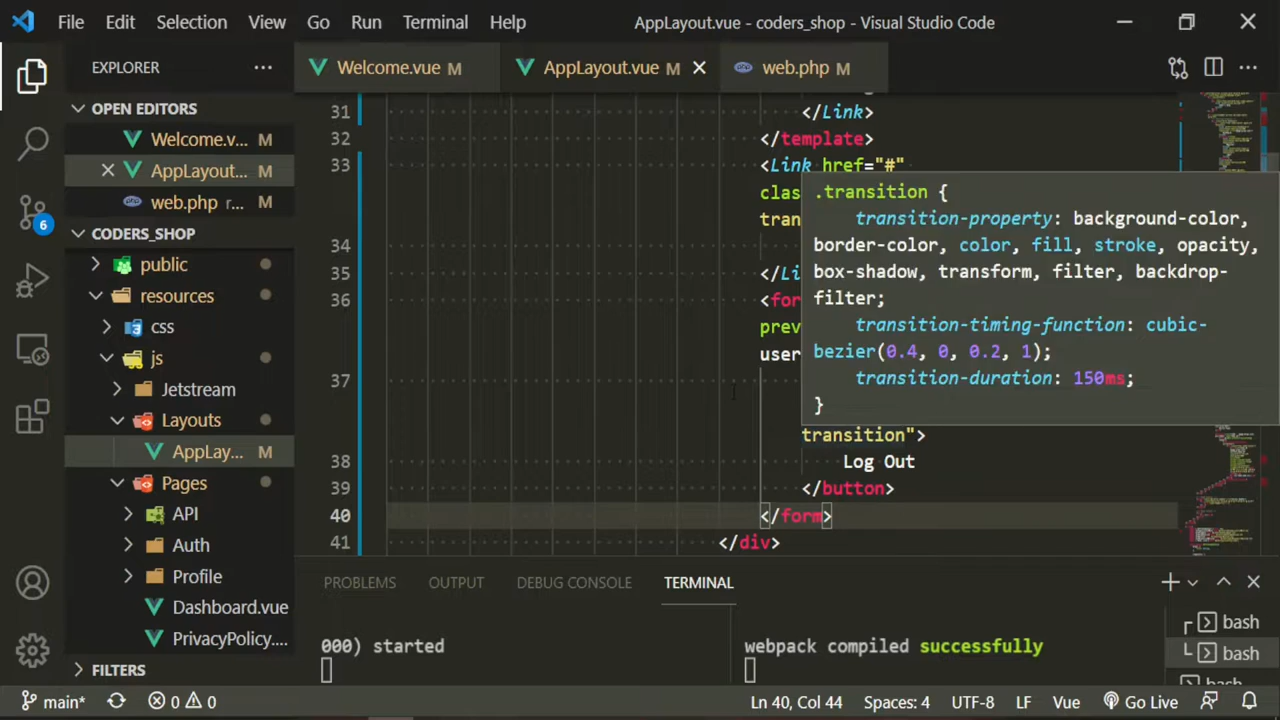 File Edit Selection View Go Run Terminal Help AppLayout.vue - coders_shop - Visual Studio Code
EXPLORER
Welcome.vue M AppLayout.vue M web.php M
OPEN EDITORS
Welcome.v... M
AppLayout... M
web.php r... M
CODERS_SHOP
public
resources
css
js
Jetstream
Layouts
AppLay... M
Pages
API
Auth
Profile
Dashboard.vue
PrivacyPolicy....
FILTERS
6
31 </Link>
32 </template>
33 <Link href="#"
clas
tran
34
35 </Li
36 <for
prev
user
37
transition">
38 Log Out
39 </button>
40 </form>
41 </div>
.transition {
transition-property: background-color,
border-color, color, fill, stroke, opacity,
box-shadow, transform, filter, backdrop-
filter;
transition-timing-function: cubic-
bezier(0.4, 0, 0.2, 1);
transition-duration: 150ms;
}
PROBLEMS OUTPUT DEBUG CONSOLE TERMINAL
000) started
webpack compiled successfully
bash
bash
main* 0 0 Ln 40, Col 44 Spaces: 4 UTF-8 LF Vue Go Live